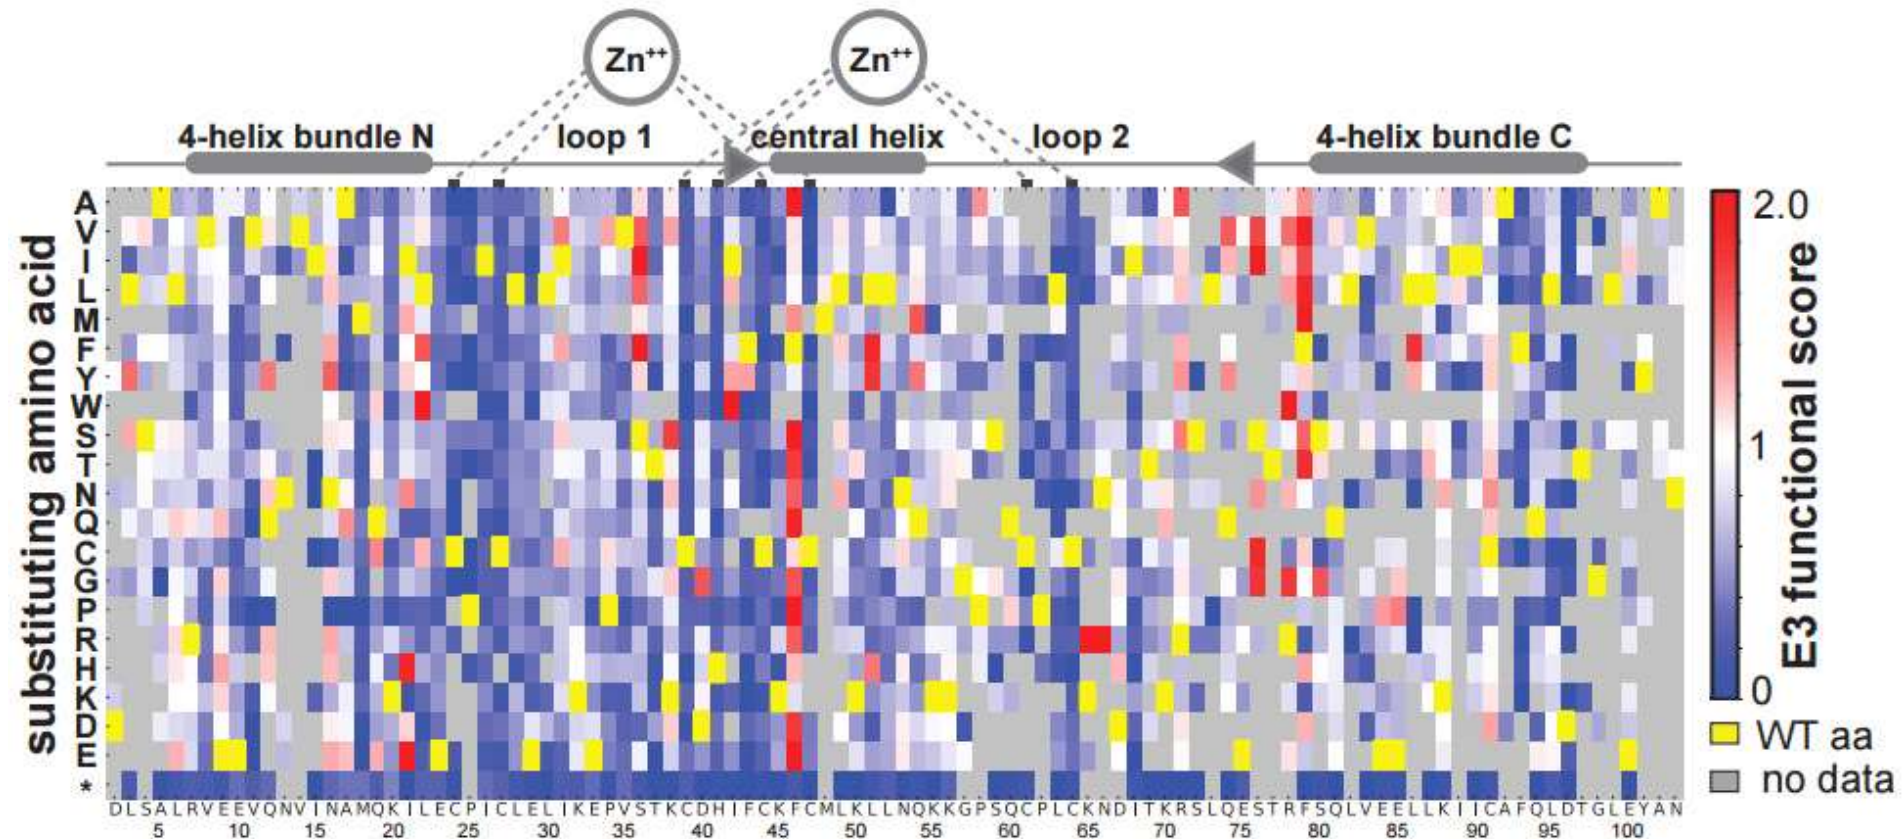 Zn++
Zn++
4-helix bundle N
loop 1
central helix
loop 2
4-helix bundle C
substituting amino acid
A
V
I
L
M
F
Y
W
S
T
N
Q
C
G
P
R
H
K
D
E
*
DLSALRVEEVQNVINAMQKILECPICLELIKEPVSTKCDHIFCKFCMLKLLNQKKGPSQCPLCKNDITKRSLQESTRFSQLVEELLKIICAFQLDTGLEYAN
5 10 15 20 25 30 35 40 45 50 55 60 65 70 75 80 85 90 95 100
2.0
1
0
E3 functional score
WT aa
no data